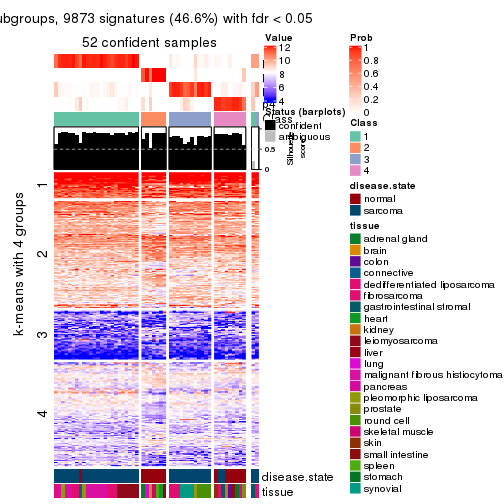 ubgroups, 9873 signatures (46.6%) with fdr < 0.05
52 confident samples
k-means with 4 groups
1
2
3
4
Value
12
10
8
6
4
Status (barplots)
confident
ambiguous
1
0.5
0
Silhouette
score
p4
Class
disease.state
tissue
Prob
1
0.8
0.6
0.4
0.2
0
Class
1
2
3
4
disease.state
normal
sarcoma
tissue
adrenal gland
brain
colon
connective
dedifferentiated liposarcoma
fibrosarcoma
gastrointestinal stromal
heart
kidney
leiomyosarcoma
liver
lung
malignant fibrous histiocytoma
pancreas
pleomorphic liposarcoma
prostate
round cell
skeletal muscle
skin
small intestine
spleen
stomach
synovial